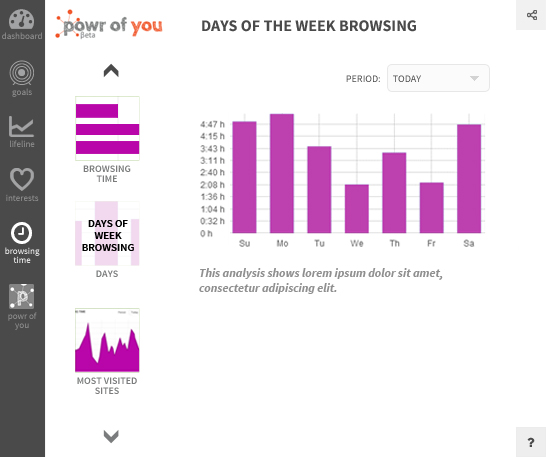 dashboard
goals
lifeline
interests
browsing
time
powr of
you
powr of you
βeta
BROWSING
TIME
DAYS OF
WEEK
BROWSING
DAYS
MOST VISITED
SITES
DAYS OF THE WEEK BROWSING
PERIOD: TODAY
4:47 h
4:15 h
3:43 h
3:11 h
2:40 h
2:08 h
1:36 h
1:04 h
0:32 h
0 h
Su Mo Tu We Th Fr Sa
This analysis shows lorem ipsum dolor sit amet,
consectetur adipiscing elit.
?